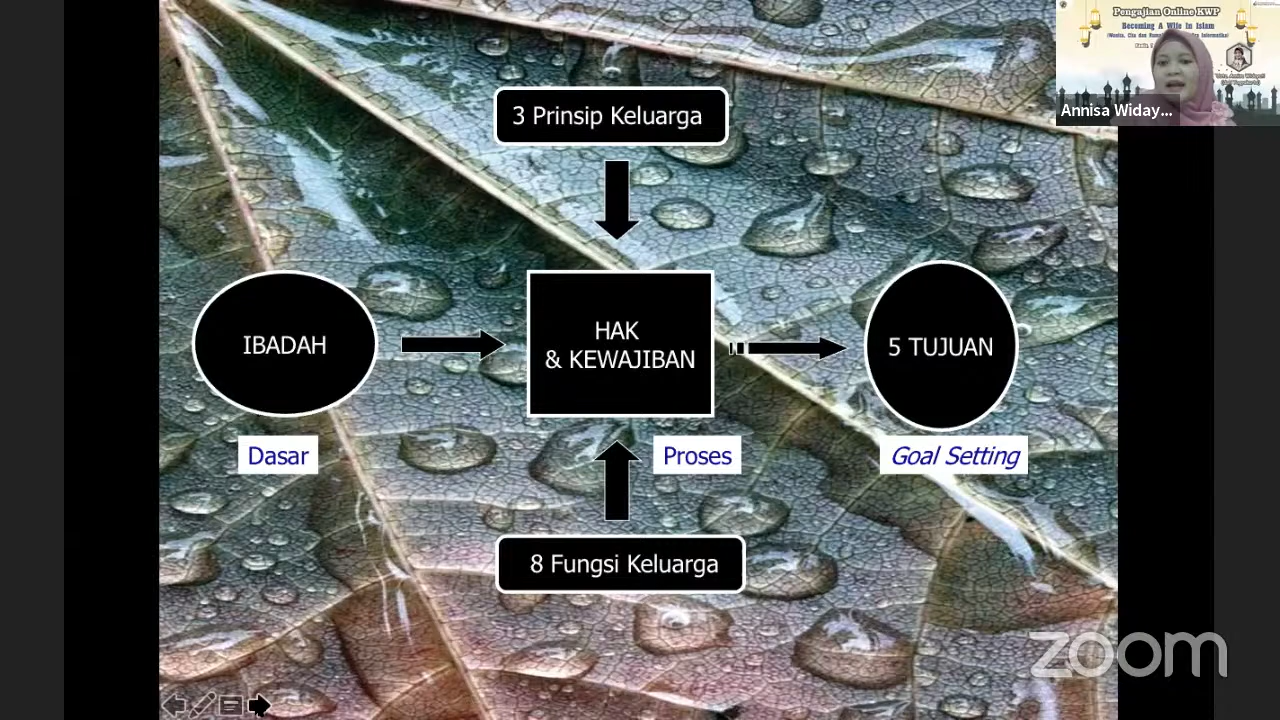 Pengajian Online KWP
Becoming A Wife In Islam
Annisa Widay...
3 Prinsip Keluarga
IBADAH
HAK
& KEWAJIBAN
5 TUJUAN
Dasar
Proses
Goal Setting
8 Fungsi Keluarga
zoom